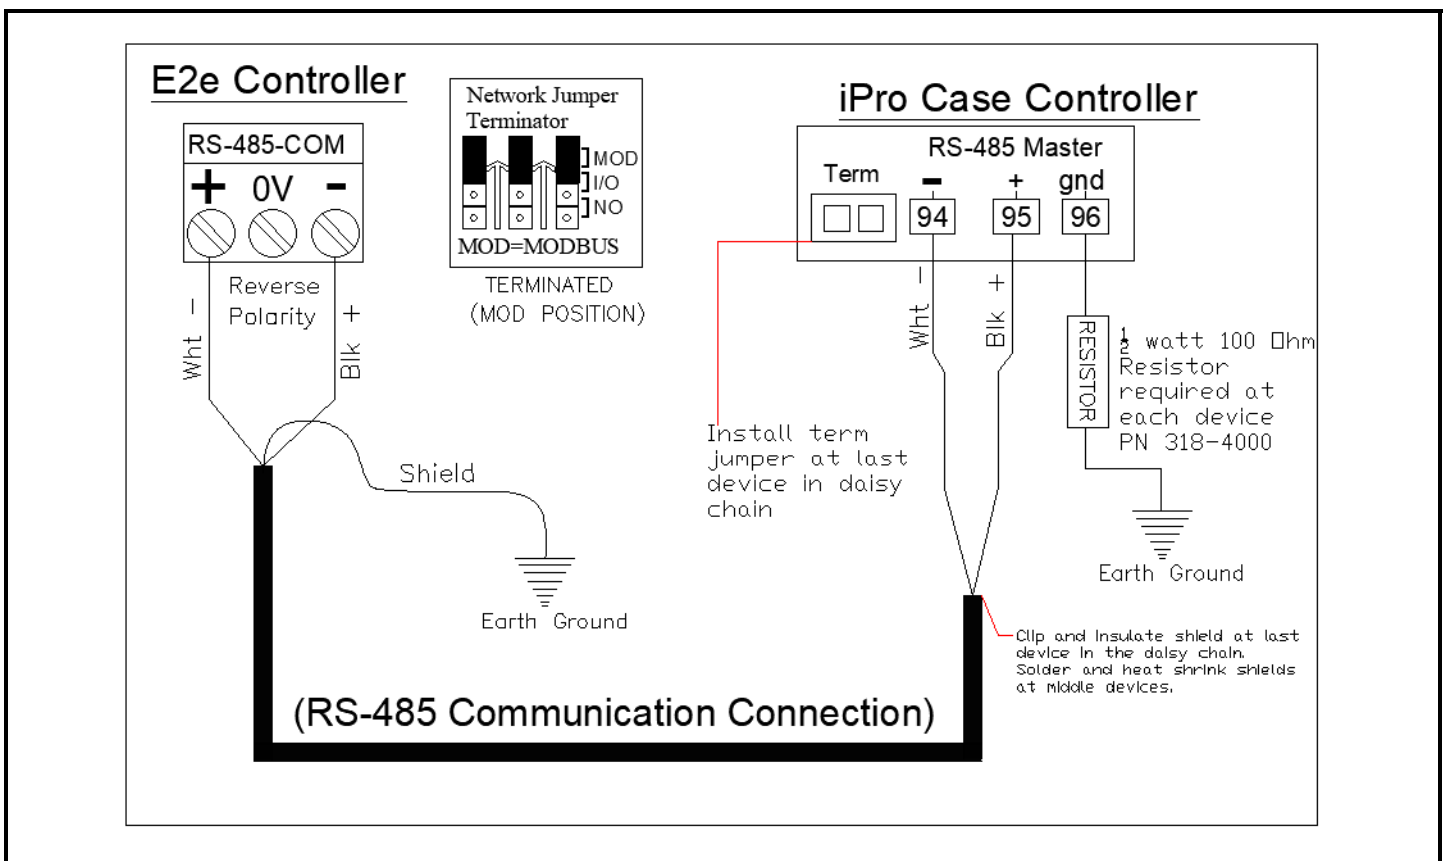 E2e Controller
RS-485-COM
+ 0V -
Wht -
Reverse
Polarity
Blk +
Shield
Earth Ground
Network Jumper
Terminator
MOD
I/O
NO
MOD=MODBUS
TERMINATED
(MOD POSITION)
iPro Case Controller
RS-485 Master
Term - + gnd
94 95 96
Wht -
Blk +
RESISTOR
1/2 watt 100 Ohm
Resistor
required at
each device
PN 318-4000
Earth Ground
Install term
jumper at last
device in daisy
chain
Clip and Insulate shield at last
device in the daisy chain.
Solder and heat shrink shields
at middle devices.
(RS-485 Communication Connection)